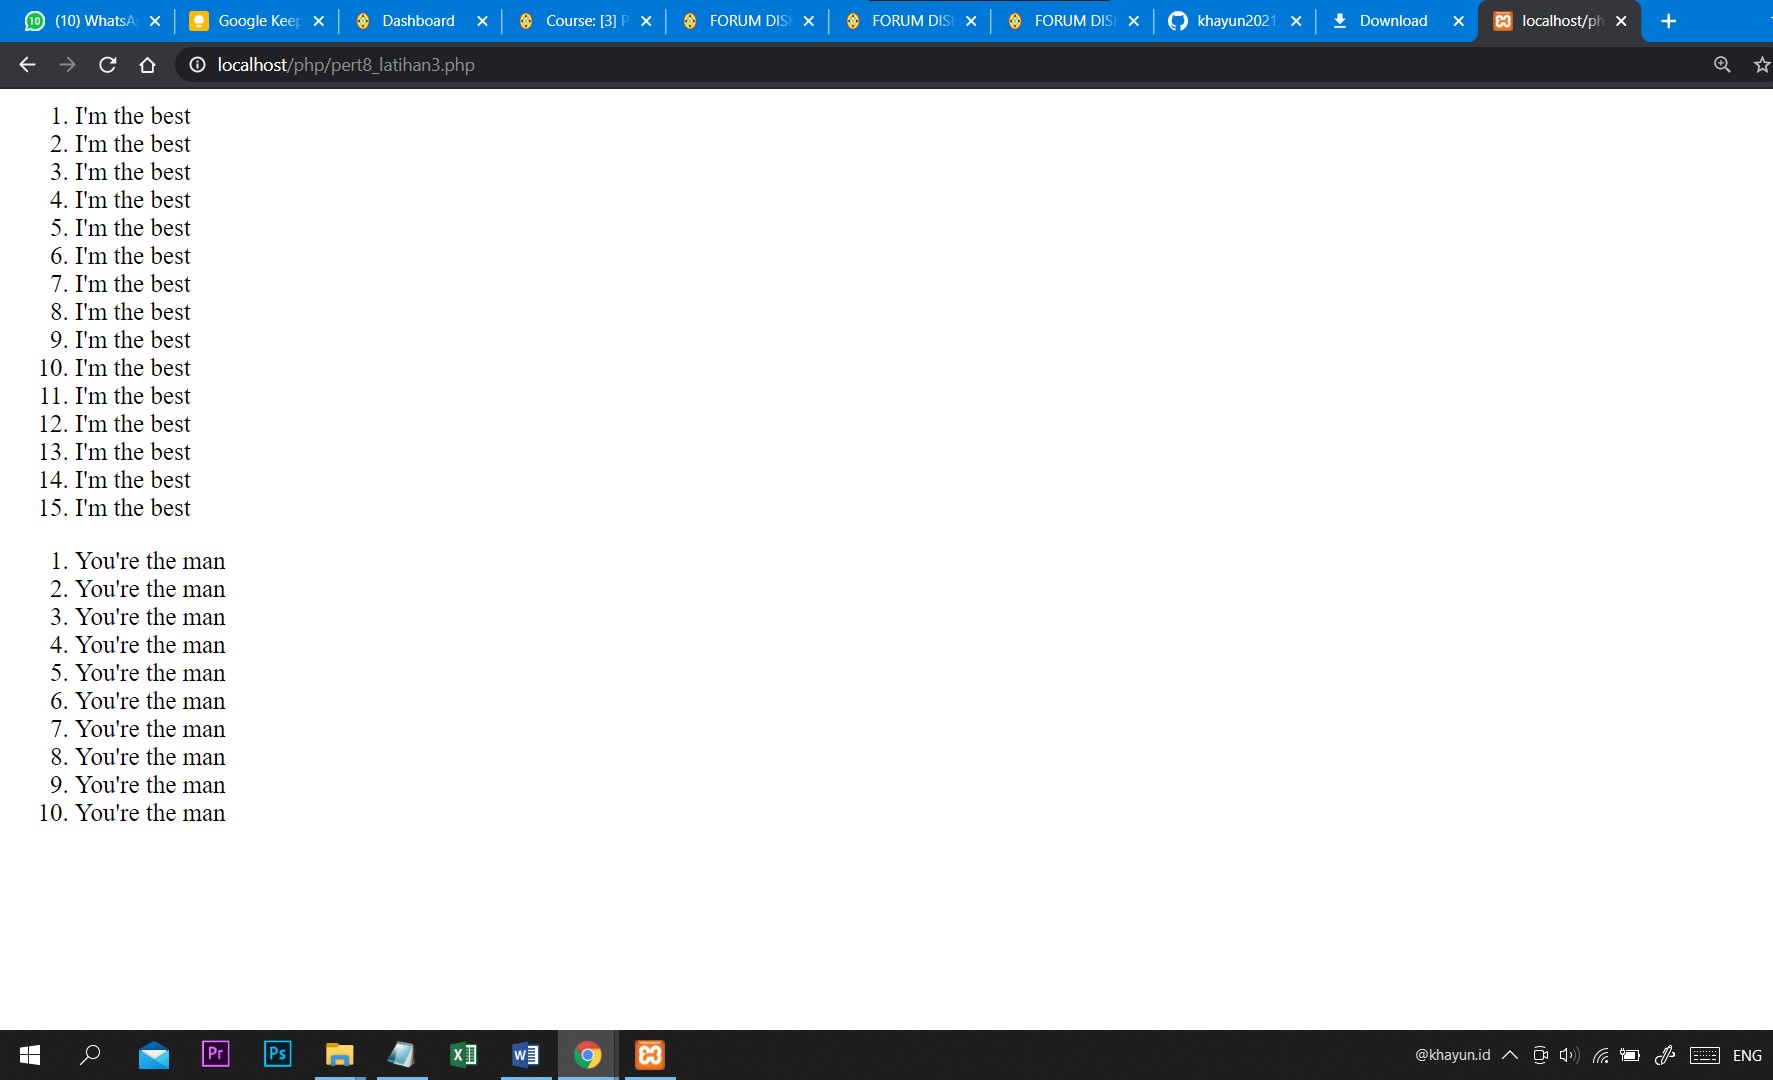 (10) WhatsA Google Keep Dashboard Course: [3] P FORUM DIS FORUM DIS FORUM DIS khayun2021 Download localhost/ph
localhost/php/pert8_latihan3.php
1. I'm the best
2. I'm the best
3. I'm the best
4. I'm the best
5. I'm the best
6. I'm the best
7. I'm the best
8. I'm the best
9. I'm the best
10. I'm the best
11. I'm the best
12. I'm the best
13. I'm the best
14. I'm the best
15. I'm the best
1. You're the man
2. You're the man
3. You're the man
4. You're the man
5. You're the man
6. You're the man
7. You're the man
8. You're the man
9. You're the man
10. You're the man
Pr Ps @khayun.id ENG